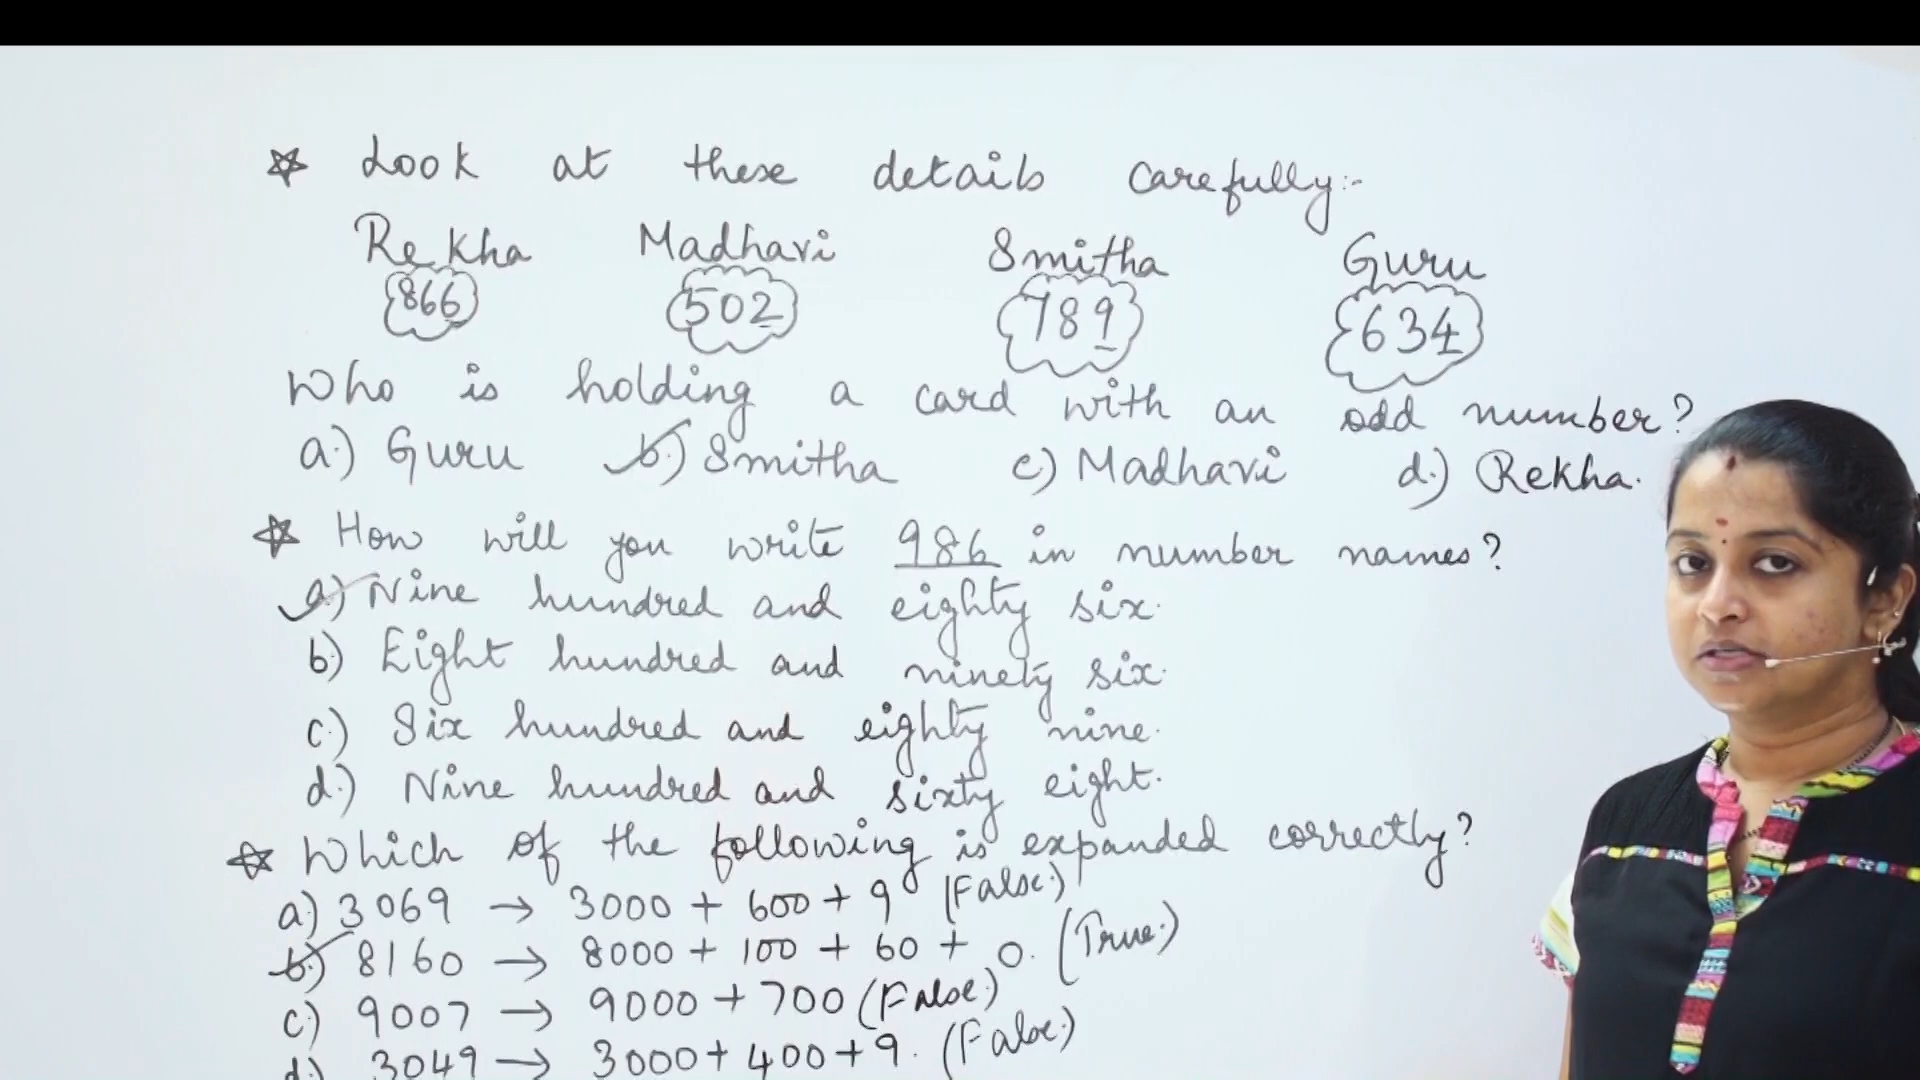 ☆ Look at these details carefully:-
Rekha Madhavi Smitha Guru
866 502 789 634
Who is holding a card with an odd number?
a.) Guru b.) Smitha c) Madhavi d.) Rekha.
☆ How will you write 986 in number names?
a) Nine hundred and eighty six.
b) Eight hundred and ninety six.
c.) Six hundred and eighty nine.
d.) Nine hundred and sixty eight.
☆ Which of the following is expanded correctly?
a) 3069 → 3000 + 600 + 9 (False.)
b.) 8160 → 8000 + 100 + 60 + 0. (True.)
c) 9007 → 9000 + 700 (False.)
d.) 3049 → 3000 + 400 + 9. (False.)